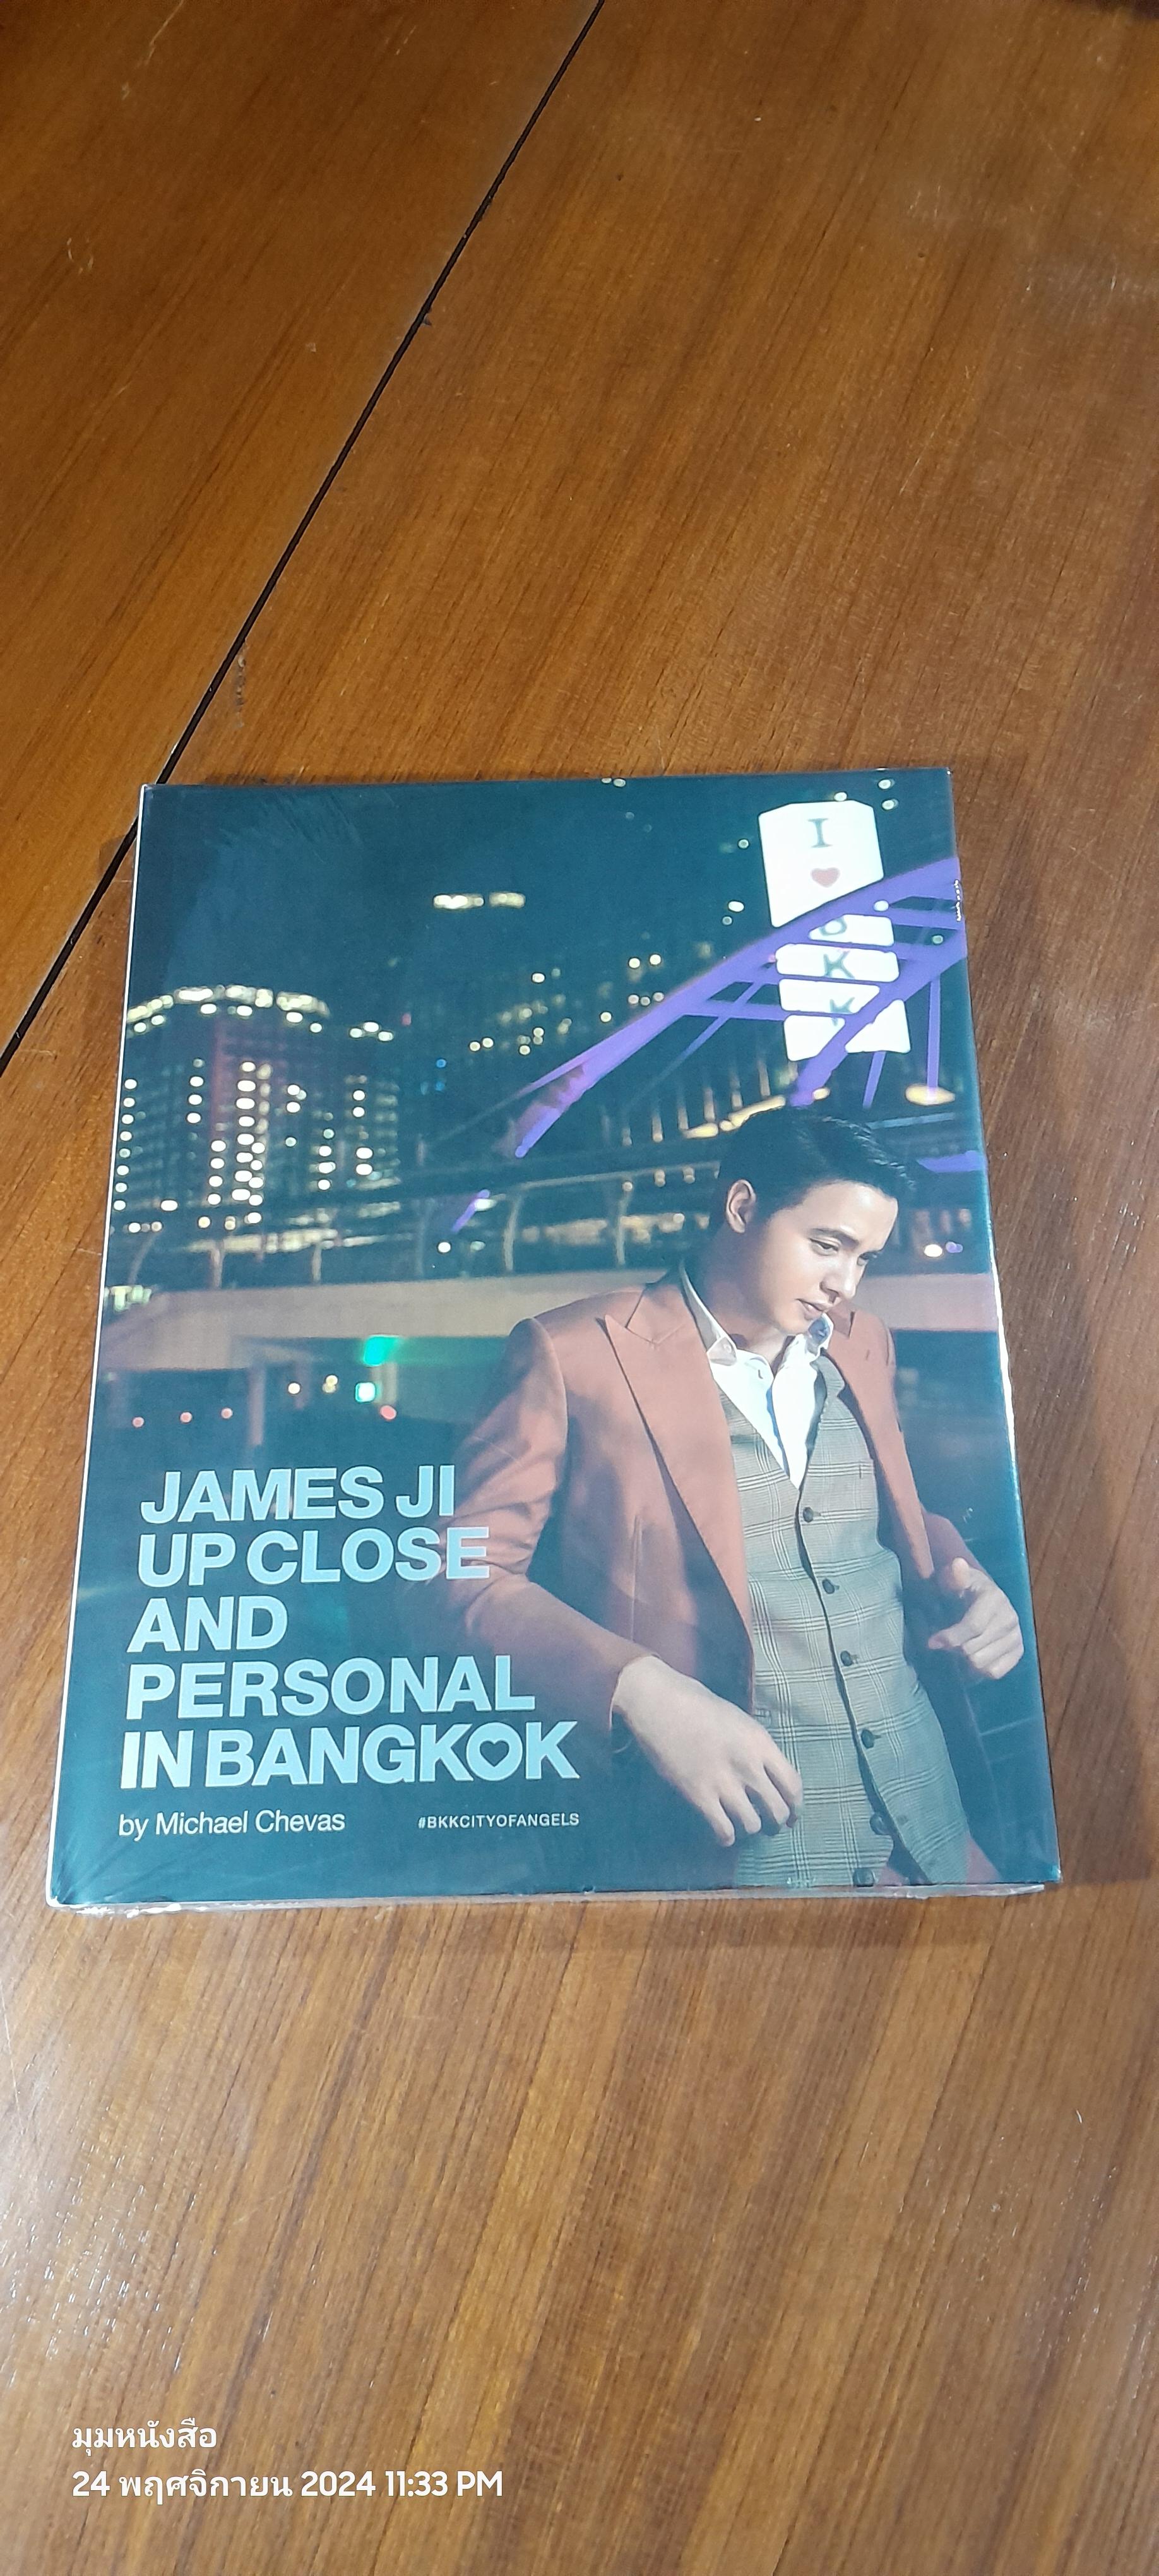 I
♥
B
K
K
JAMES JI
UP CLOSE
AND
PERSONAL
IN BANGKOK
by Michael Chevas
#BKKCITYOFANGELS
มุมหนังสือ
24 พฤศจิกายน 2024 11:33 PM